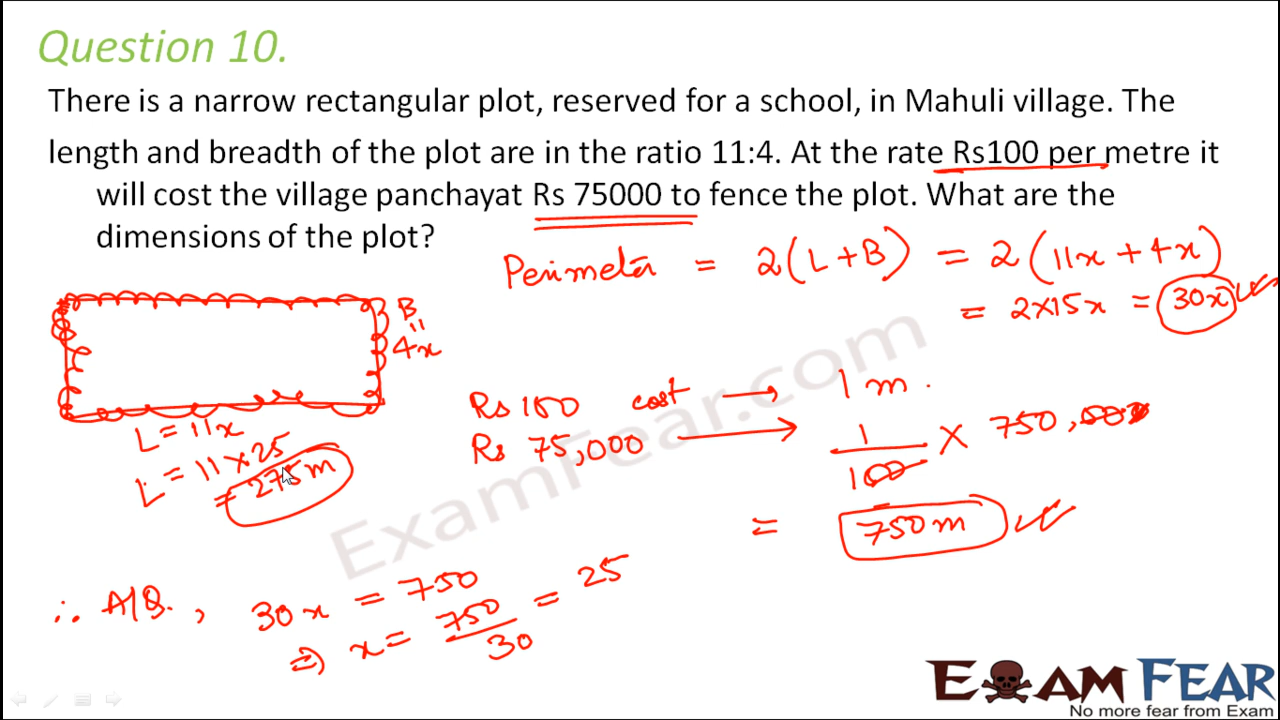 Question 10.
There is a narrow rectangular plot, reserved for a school, in Mahuli village. The
length and breadth of the plot are in the ratio 11:4. At the rate Rs100 per metre it
will cost the village panchayat Rs 75000 to fence the plot. What are the
dimensions of the plot?
Perimeter = 2(L+B) = 2(11x + 4x)
= 2×15x = 30x
B
=
4x
L = 11x
L = 11×25
= 275m
Rs 100 cost → 1 m.
Rs 75,000 → 1/100 × 750,00
= 750m
∴ A/Q, 30x = 750
⇒ x = 750/30 = 25
ExamFear.com
EXAM FEAR
No more fear from Exam